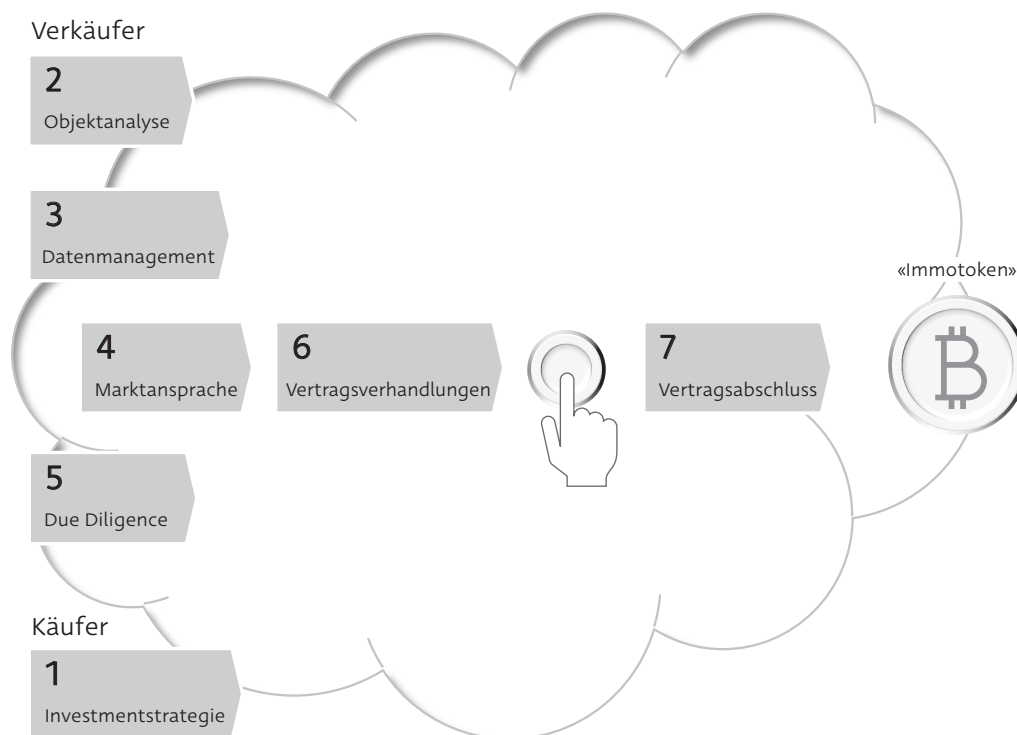 Verkäufer
2
Objektanalyse
3
Datenmanagement
«Immotoken»
4
Marktansprache
6
Vertragsverhandlungen
7
Vertragsabschluss
5
Due Diligence
Käufer
1
Investmentstrategie